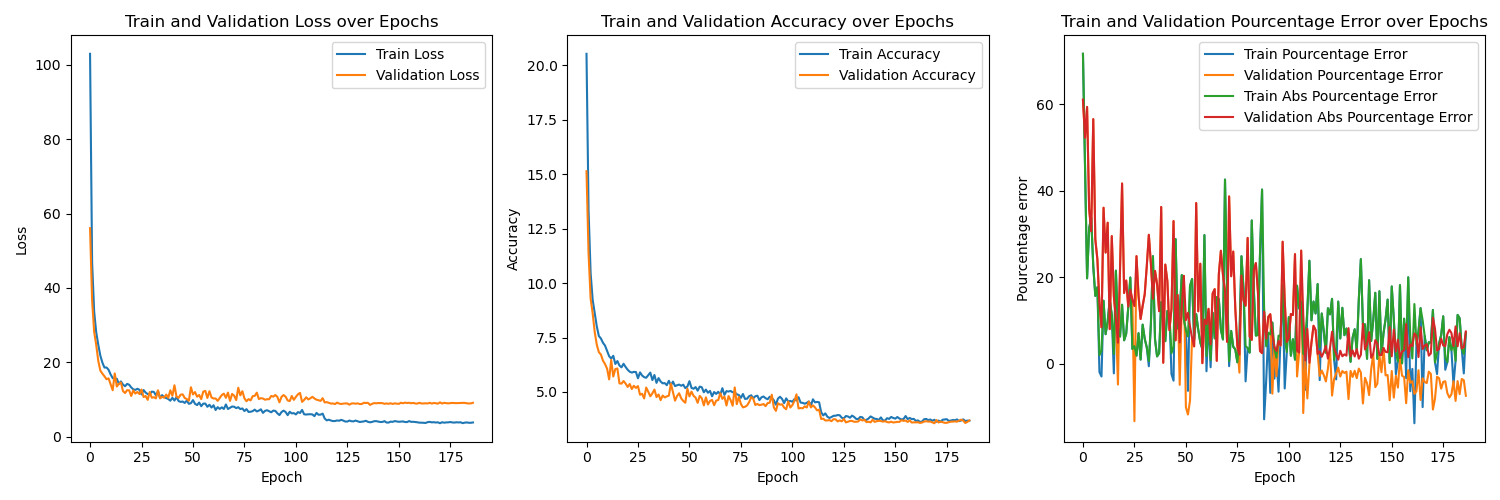 Train and Validation Loss over Epochs
Train Loss
Validation Loss
100
80
60
40
20
0
Loss
0 25 50 75 100 125 150 175
Epoch
Train and Validation Accuracy over Epochs
Train Accuracy
Validation Accuracy
20.0
17.5
15.0
12.5
10.0
7.5
5.0
Accuracy
0 25 50 75 100 125 150 175
Epoch
Train and Validation Pourcentage Error over Epochs
Train Pourcentage Error
Validation Pourcentage Error
Train Abs Pourcentage Error
Validation Abs Pourcentage Error
60
40
20
0
Pourcentage error
0 25 50 75 100 125 150 175
Epoch